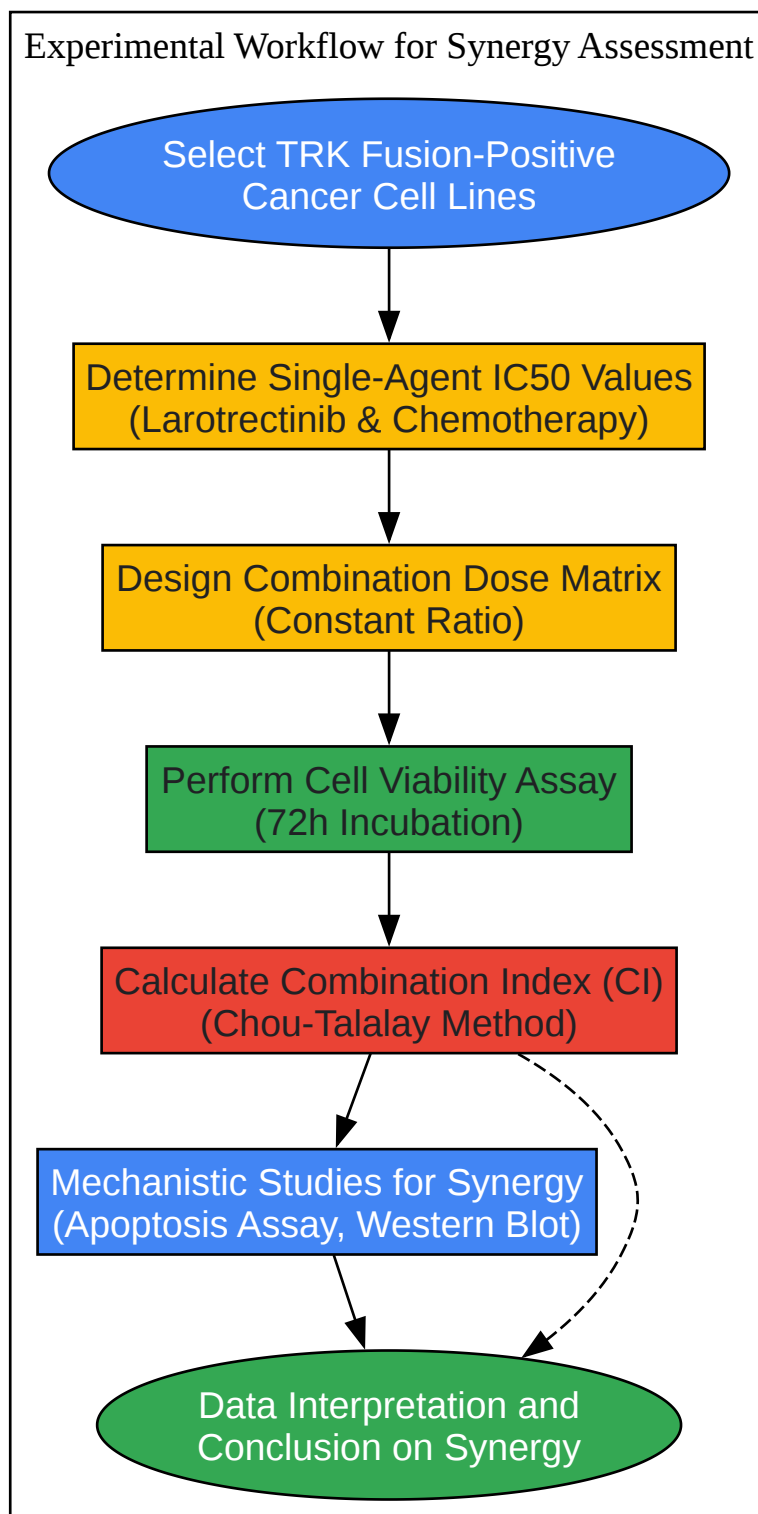 Experimental Workflow for Synergy Assessment
Select TRK Fusion-Positive
Cancer Cell Lines
Determine Single-Agent IC50 Values
(Larotrectinib & Chemotherapy)
Design Combination Dose Matrix
(Constant Ratio)
Perform Cell Viability Assay
(72h Incubation)
Calculate Combination Index (CI)
(Chou-Talalay Method)
Mechanistic Studies for Synergy
(Apoptosis Assay, Western Blot)
Data Interpretation and
Conclusion on Synergy